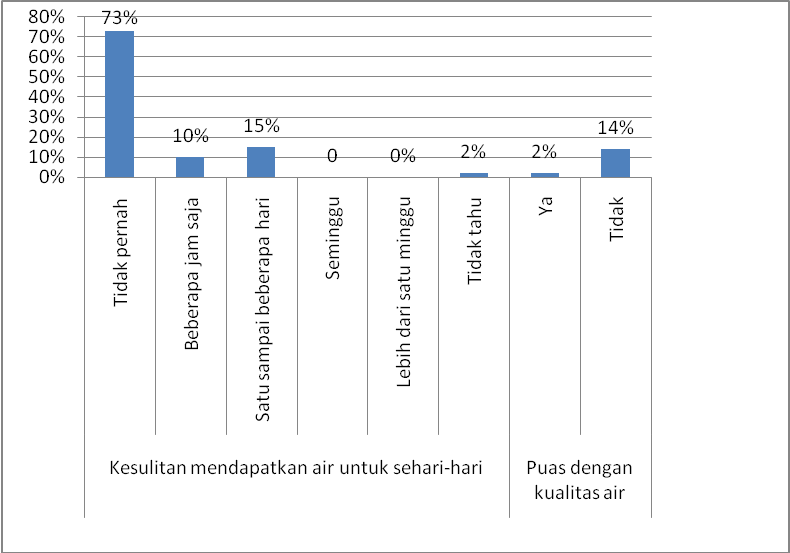 80%
70%
60%
50%
40%
30%
20%
10%
0%
73%
10%
15%
0
0%
2%
2%
14%
Tidak pernah
Beberapa jam saja
Satu sampai beberapa hari
Seminggu
Lebih dari satu minggu
Tidak tahu
Ya
Tidak
Kesulitan mendapatkan air untuk sehari-hari
Puas dengan
kualitas air